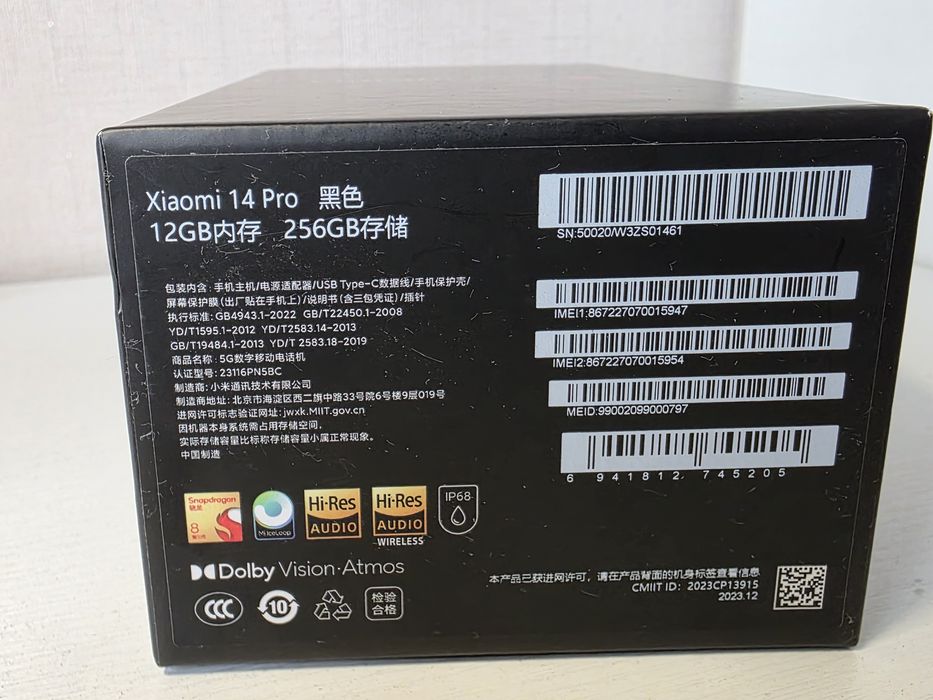 Xiaomi 14 Pro 黑色
12GB内存 256GB存储
包装内含: 手机主机/电源适配器/USB Type-C数据线/手机保护壳/
屏幕保护膜(出厂贴在手机上)/说明书(含三包凭证)/插针
执行标准: GB4943.1-2022 GB/T22450.1-2008
YD/T1595.1-2012 YD/T2583.14-2013
GB/T19484.1-2013 YD/T 2583.18-2019
商品名称: 5G数字移动电话机
认证型号: 23116PN5BC
制造商: 小米通讯技术有限公司
制造商地址: 北京市海淀区西二旗中路33号院6号楼9层019号
进网许可标志验证网址: jwxk.MIIT.gov.cn
因机器本身系统需占用存储空间,
实际存储容量比标称存储容量小属正常现象。
中国制造
SN:50020/W3ZS01461
IMEI1:867227070015947
IMEI2:867227070015954
MEID:99002099000797
6 941812 745205
Snapdragon
骁龙
8
Hi-Res
AUDIO
Hi-Res
AUDIO
WIRELESS
IP68
Dolby Vision·Atmos
CCC
10
检验
合格
本产品已获进网许可, 请在产品背面的机身标签查看信息
CMIIT ID: 2023CP13915
2023.12